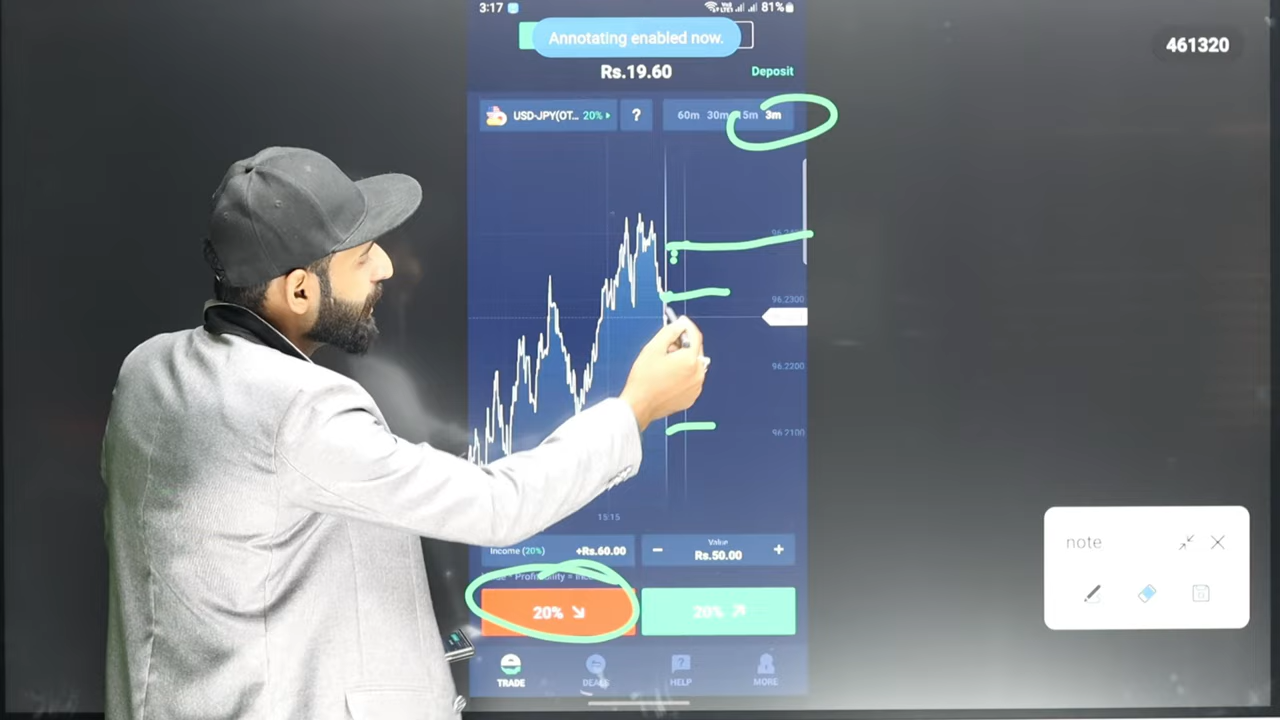 3:17
81%
Annotating enabled now.
461320
Rs.19.60
Deposit
USD-JPY(OT... 20%
?
60m 30m 5m 3m
96.2300
96.2200
96.2100
15:15
Income (20%)
+Rs.60.00
Value
Rs.50.00
20%
20%
note
TRADE
HELP
MORE